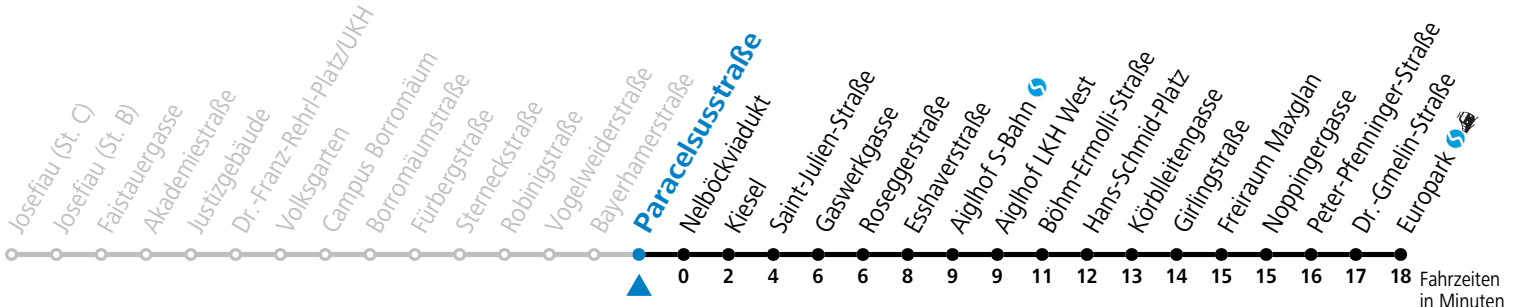 Josefiau (St. C)
Josefiau (St. B)
Faistauergasse
Akademiestraße
Justizgebäude
Dr.-Franz-Rehrl-Platz/UKH
Volksgarten
Campus Borromäum
Borromäumstraße
Fürbergstraße
Sterneckstraße
Robinigstraße
Vogelweiderstraße
Bayerhamerstraße
Paracelsusstraße
Nelböckviadukt
Kiesel
Saint-Julien-Straße
Gaswerkgasse
Roseggerstraße
Esshaverstraße
Aiglhof S-Bahn
Aiglhof LKH West
Böhm-Ermolli-Straße
Hans-Schmid-Platz
Körblleitengasse
Girlingstraße
Freiraum Maxglan
Noppingergasse
Peter-Pfenninger-Straße
Dr.-Gmelin-Straße
Europark
0 2 4 6 6 8 9 9 11 12 13 14 15 15 16 17 18 Fahrzeiten
in Minuten